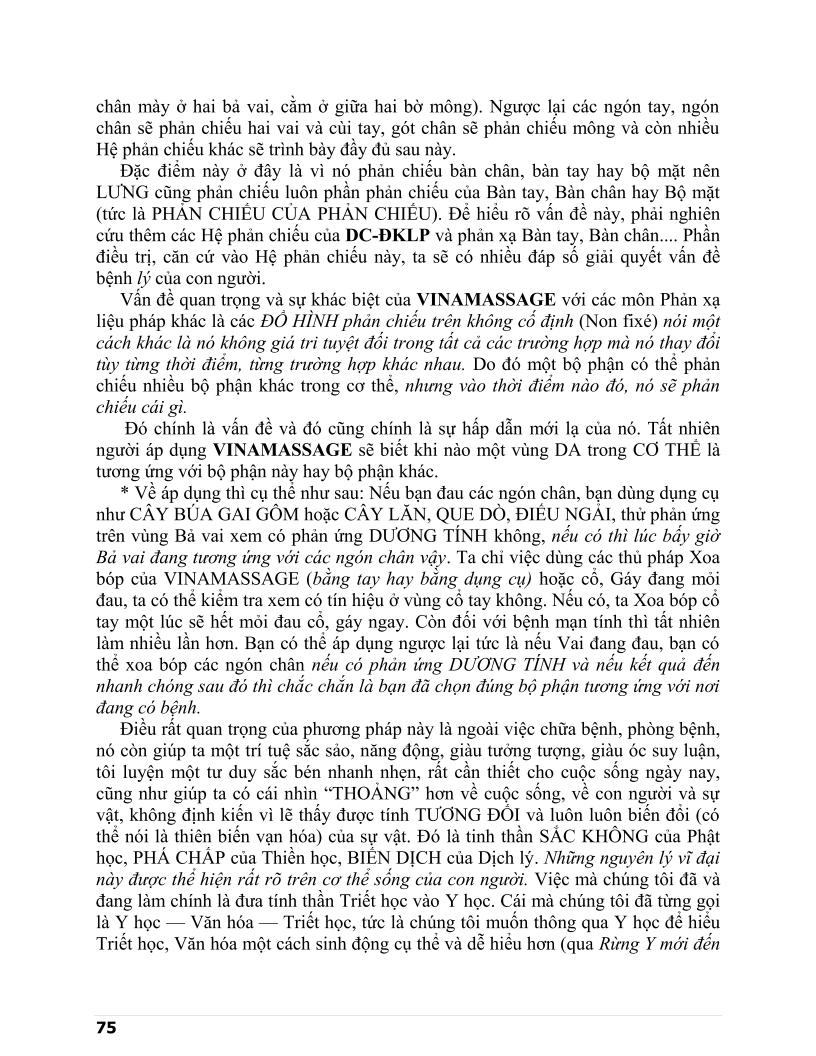 chân mày ở hai bả vai, cằm ở giữa hai bờ mông). Ngược lại các ngón tay, ngón
chân sẽ phản chiếu hai vai và cùi tay, gót chân sẽ phản chiếu mông và còn nhiều
Hệ phản chiếu khác sẽ trình bày đầy đủ sau này.
Đặc điểm này ở đây là vì nó phản chiếu bàn chân, bàn tay hay bộ mặt nên
LƯNG cũng phản chiếu luôn phần phản chiếu của Bàn tay, Bàn chân hay Bộ mặt
(tức là PHẢN CHIẾU CỦA PHẢN CHIẾU). Để hiểu rõ vấn đề này, phải nghiên
cứu thêm các Hệ phản chiếu của DC-ĐKLP và phản xạ Bàn tay, Bàn chân.... Phần
điều trị, căn cứ vào Hệ phản chiếu này, ta sẽ có nhiều đáp số giải quyết vấn đề
bệnh lý của con người.
Vấn đề quan trọng và sự khác biệt của VINAMASSAGE với các môn Phản xạ
liệu pháp khác là các ĐỒ HÌNH phản chiếu trên không cố định (Non fixé) nói một
cách khác là nó không giá tri tuyệt đối trong tất cả các trường hợp mà nó thay đổi
tùy từng thời điểm, từng trường hợp khác nhau. Do đó một bộ phận có thể phản
chiếu nhiều bộ phận khác trong cơ thể, nhưng vào thời điểm nào đó, nó sẽ phản
chiếu cái gì.
Đó chính là vấn đề và đó cũng chính là sự hấp dẫn mới lạ của nó. Tất nhiên
người áp dụng VINAMASSAGE sẽ biết khi nào một vùng DA trong CƠ THỂ là
tương ứng với bộ phận này hay bộ phận khác.
* Về áp dụng thì cụ thể như sau: Nếu bạn đau các ngón chân, bạn dùng dụng cụ
như CÂY BÚA GAI GÔM hoặc CÂY LĂN, QUE DÒ, ĐIẾU NGẢI, thử phản ứng
trên vùng Bả vai xem có phản ứng DƯƠNG TÍNH không, nếu có thì lúc bấy giờ
Bả vai đang tương ứng với các ngón chân vậy. Ta chỉ việc dùng các thủ pháp Xoa
bóp của VINAMASSAGE (bằng tay hay bằng dụng cụ) hoặc cổ, Gáy đang mỏi
đau, ta có thể kiểm tra xem có tín hiệu ở vùng cổ tay không. Nếu có, ta Xoa bóp cổ
tay một lúc sẽ hết mỏi đau cổ, gáy ngay. Còn đối với bệnh mạn tính thì tất nhiên
làm nhiều lần hơn. Bạn có thể áp dụng ngược lại tức là nếu Vai đang đau, bạn có
thể xoa bóp các ngón chân nếu có phản ứng DƯƠNG TÍNH và nếu kết quả đến
nhanh chóng sau đó thì chắc chắn là bạn đã chọn đúng bộ phận tương ứng với nơi
đang có bệnh.
Điều rất quan trọng của phương pháp này là ngoài việc chữa bệnh, phòng bệnh,
nó còn giúp ta một trí tuệ sắc sảo, năng động, giàu tưởng tượng, giàu óc suy luận,
tôi luyện một tư duy sắc bén nhanh nhẹn, rất cần thiết cho cuộc sống ngày nay,
cũng như giúp ta có cái nhìn “THOẢNG” hơn về cuộc sống, về con người và sự
vật, không định kiến vì lẽ thấy được tính TƯƠNG ĐỐI và luôn luôn biến đổi (có
thể nói là thiên biến vạn hóa) của sự vật. Đó là tinh thần SẮC KHÔNG của Phật
học, PHÁ CHẤP của Thiền học, BIẾN DỊCH của Dịch lý. Những nguyên lý vĩ đại
này được thể hiện rất rõ trên cơ thể sống của con người. Việc mà chúng tôi đã và
đang làm chính là đưa tính thần Triết học vào Y học. Cái mà chúng tôi đã từng gọi
là Y học — Văn hóa — Triết học, tức là chúng tôi muốn thông qua Y học để hiểu
Triết học, Văn hóa một cách sinh động cụ thể và dễ hiểu hơn (qua Rừng Y mới đến
75